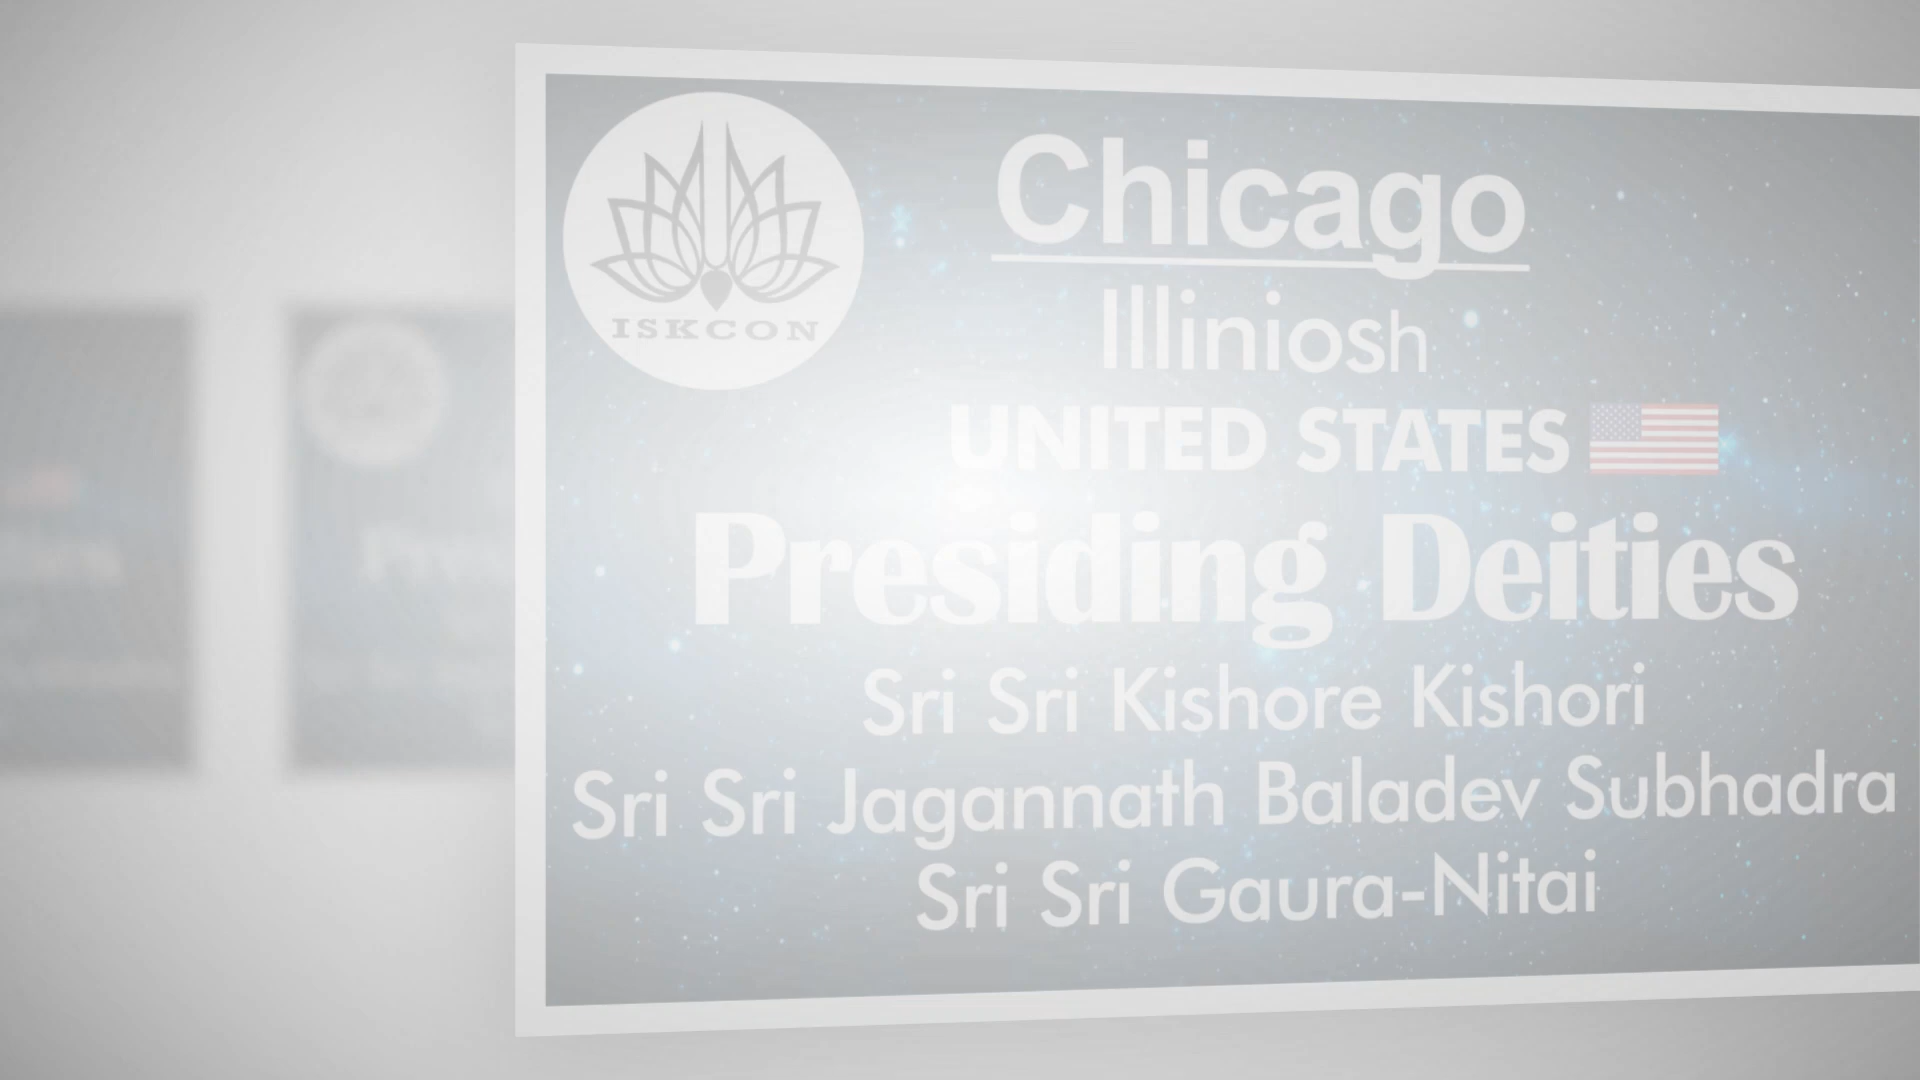 ISKCON
Chicago
Illiniosh
UNITED STATES
Presiding Deities
Sri Sri Kishore Kishori
Sri Sri Jagannath Baladev Subhadra
Sri Sri Gaura-Nitai